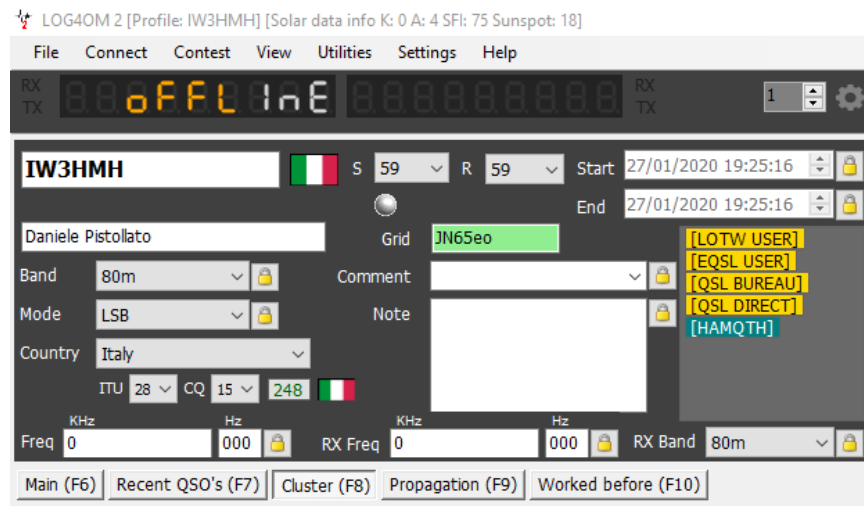 LOG4OM 2 [Profile: IW3HMH] [Solar data info K: 0 A: 4 SFI: 75 Sunspot: 18]
File Connect Contest View Utilities Settings Help
RX oFFLInE RX 1
TX TX
IW3HMH S 59 R 59 Start 27/01/2020 19:25:16
End 27/01/2020 19:25:16
Daniele Pistollato Grid JN65eo [LOTW USER]
[EQSL USER]
Band 80m Comment [QSL BUREAU]
[QSL DIRECT]
Mode LSB Note [HAMQTH]
Country Italy
ITU 28 CQ 15 248
KHz Hz KHz Hz
Freq 0 000 RX Freq 0 000 RX Band 80m
Main (F6) Recent QSO's (F7) Cluster (F8) Propagation (F9) Worked before (F10)